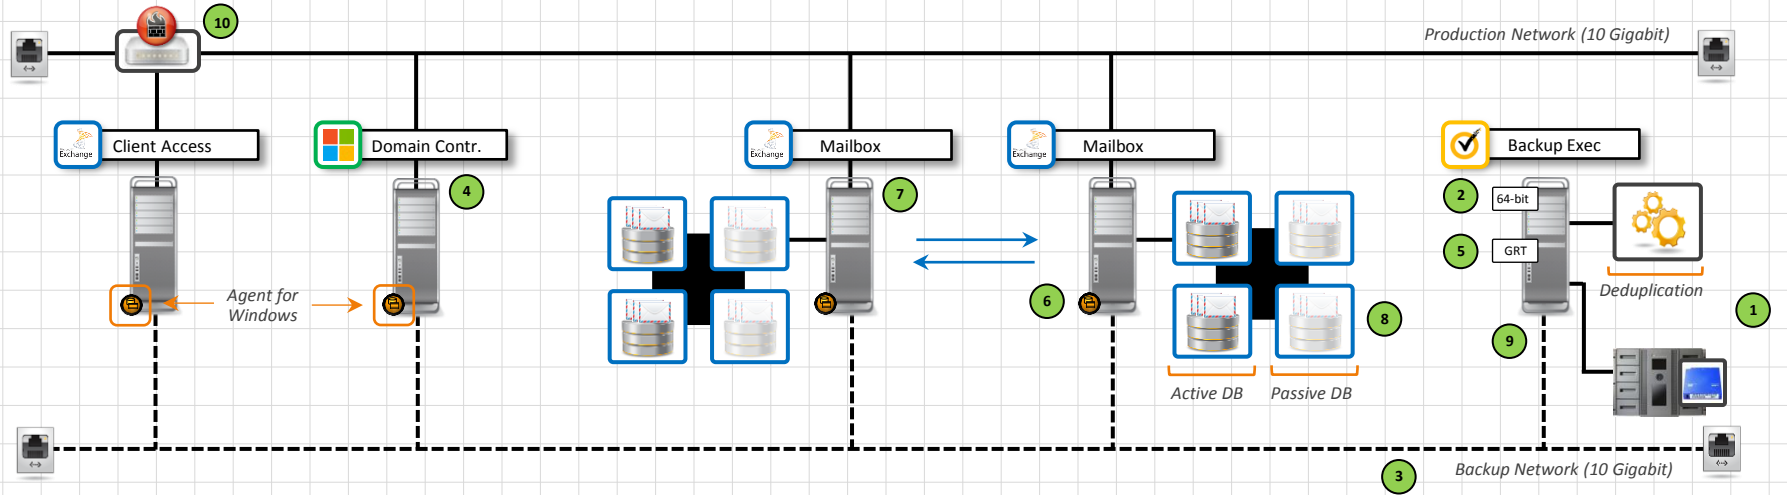 10
Production Network (10 Gigabit)
Exchange
Client Access
Domain Contr.
Exchange
Mailbox
Exchange
Mailbox
Backup Exec
4
7
2
64-bit
5
GRT
Agent for
Windows
6
8
Deduplication
1
9
Active DB
Passive DB
3
Backup Network (10 Gigabit)